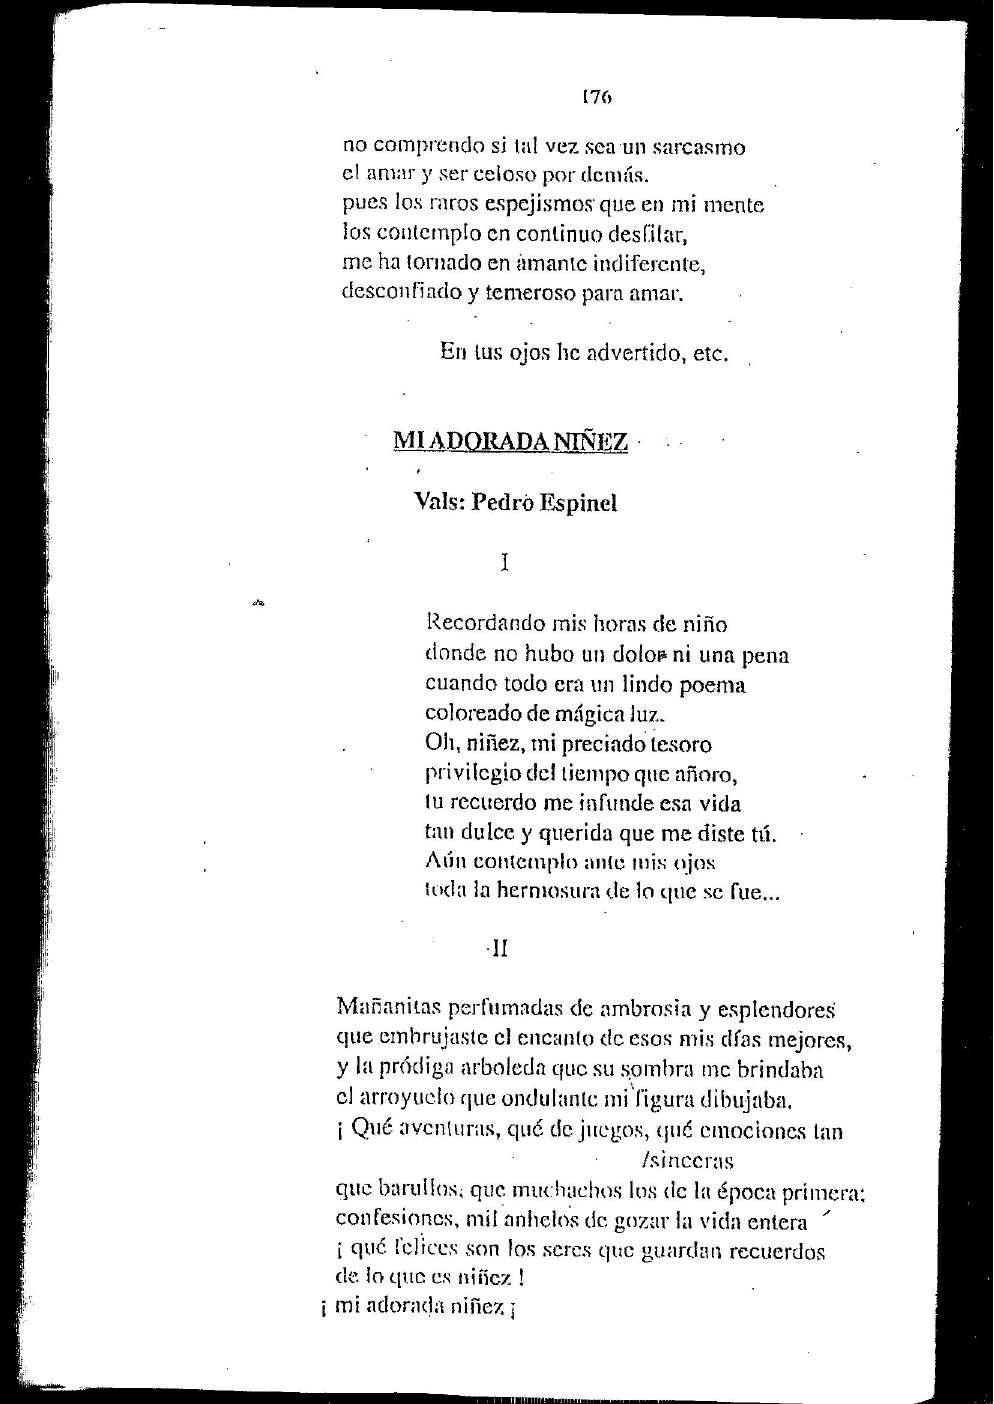 176
no comprendo si tal vez sea un sarcasmo
el amar y ser celoso por demás.
pues los raros espejismos que en mi mente
los contemplo en continuo desfilar,
me ha tornado en amante indiferente,
desconfiado y temeroso para amar.
En tus ojos he advertido, etc.
MI ADORADA NIÑEZ
Vals: Pedro Espinel
I
Recordando mis horas de niño
donde no hubo un dolor ni una pena
cuando todo era un lindo poema
coloreado de mágica luz.
Oh, niñez, mi preciado tesoro
privilegio del tiempo que añoro,
tu recuerdo me infunde esa vida
tan dulce y querida que me diste tú.
Aún contemplo ante mis ojos
toda la hermosura de lo que se fue...
II
Mañanitas perfumadas de ambrosia y esplendores
que embrujaste el encanto de esos mis días mejores,
y la pródiga arboleda que su sombra me brindaba
el arroyuelo que ondulante mi figura dibujaba.
¡ Qué aventuras, qué de juegos, qué emociones tan
/sinceras
que barullos, que muchachos los de la época primera;
confesiones, mil anhelos de gozar la vida entera
¡ qué felices son los seres que guardan recuerdos
de lo que es niñez !
¡ mi adorada niñez ¡